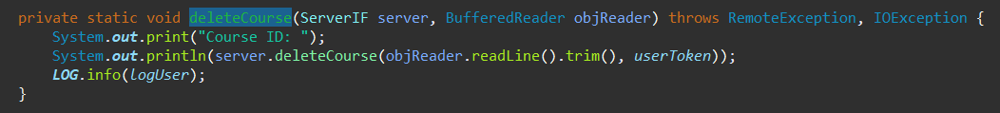 private static void deleteCourse(ServerIF server, BufferedReader objReader) throws RemoteException, IOException {
System.out.print("Course ID: ");
System.out.println(server.deleteCourse(objReader.readLine().trim(), userToken));
LOG.info(logUser);
}